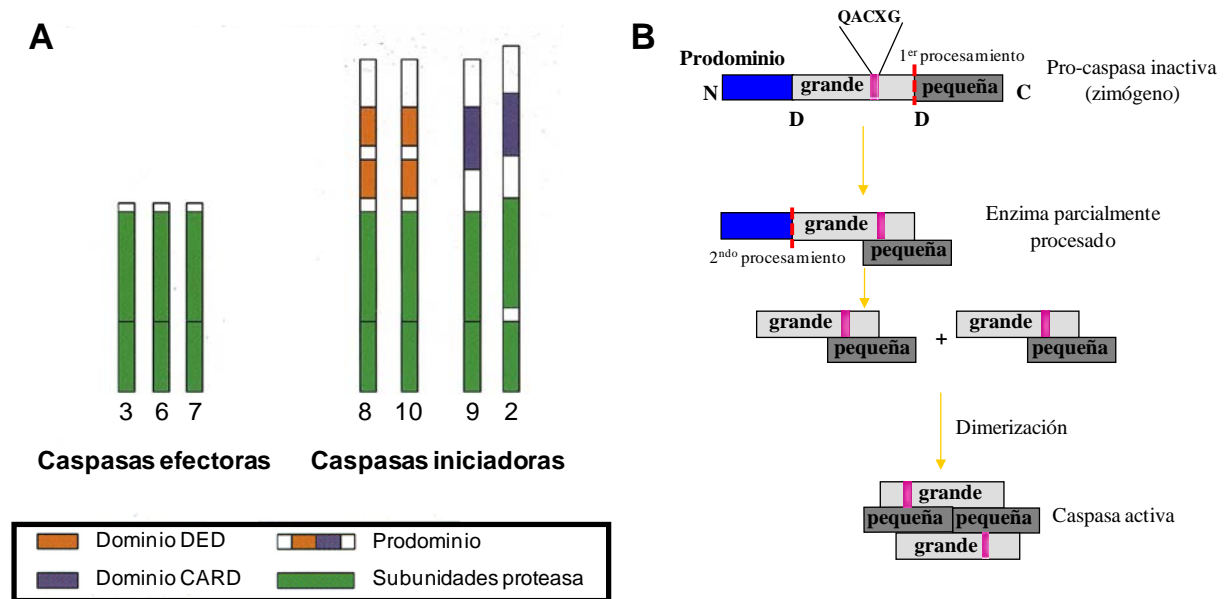 A
3 6 7
8 10 9 2
Caspasas efectoras
Caspasas iniciadoras
Dominio DED
Prodominio
Dominio CARD
Subunidades proteasa
B
QACXG
1er procesamiento
Prodominio
N
grande
pequeña
C
D
D
Pro-caspasa inactiva
(zimógeno)
grande
pequeña
2ndo procesamiento
Enzima parcialmente
procesado
grande
pequeña
+
grande
pequeña
Dimerización
grande
pequeña pequeña
grande
Caspasa activa